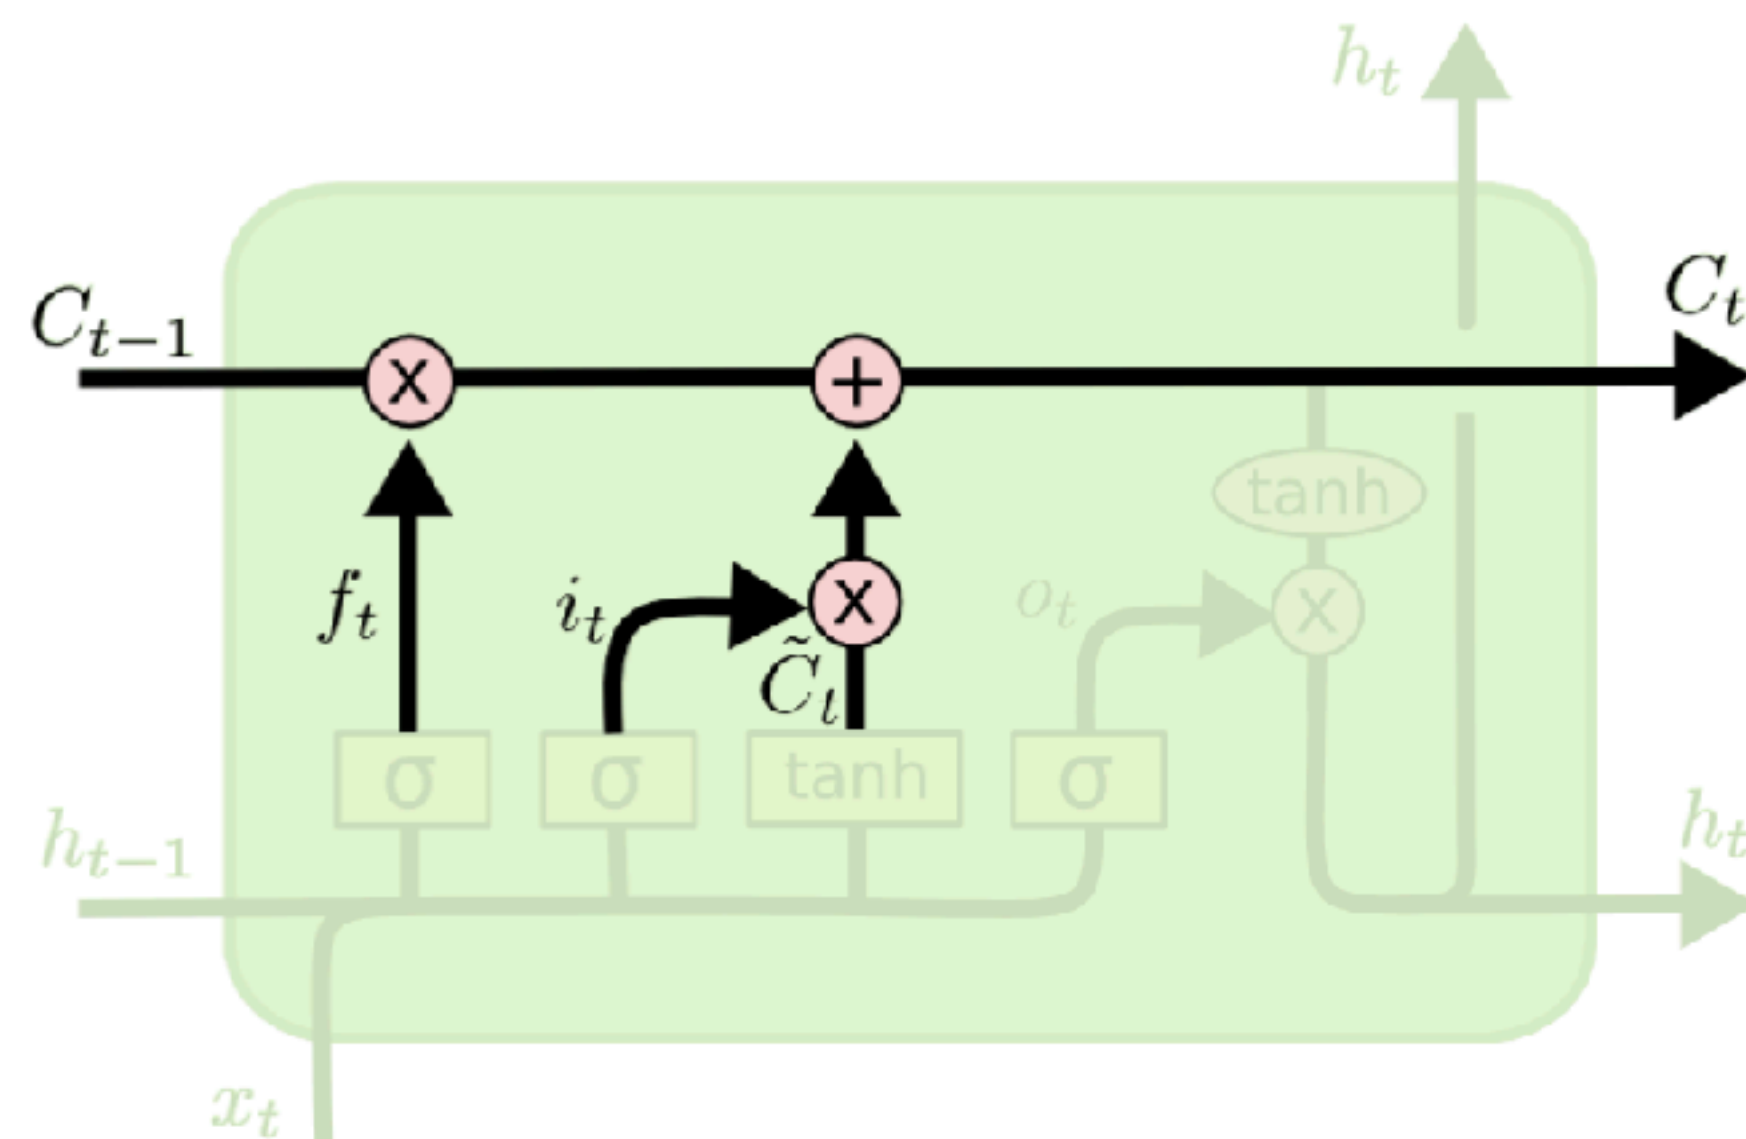 h_t
C_{t-1}
C_t
x
+
tanh
f_t
i_t
x
o_t
x
C̃_t
σ
σ
tanh
σ
h_{t-1}
h_t
x_t